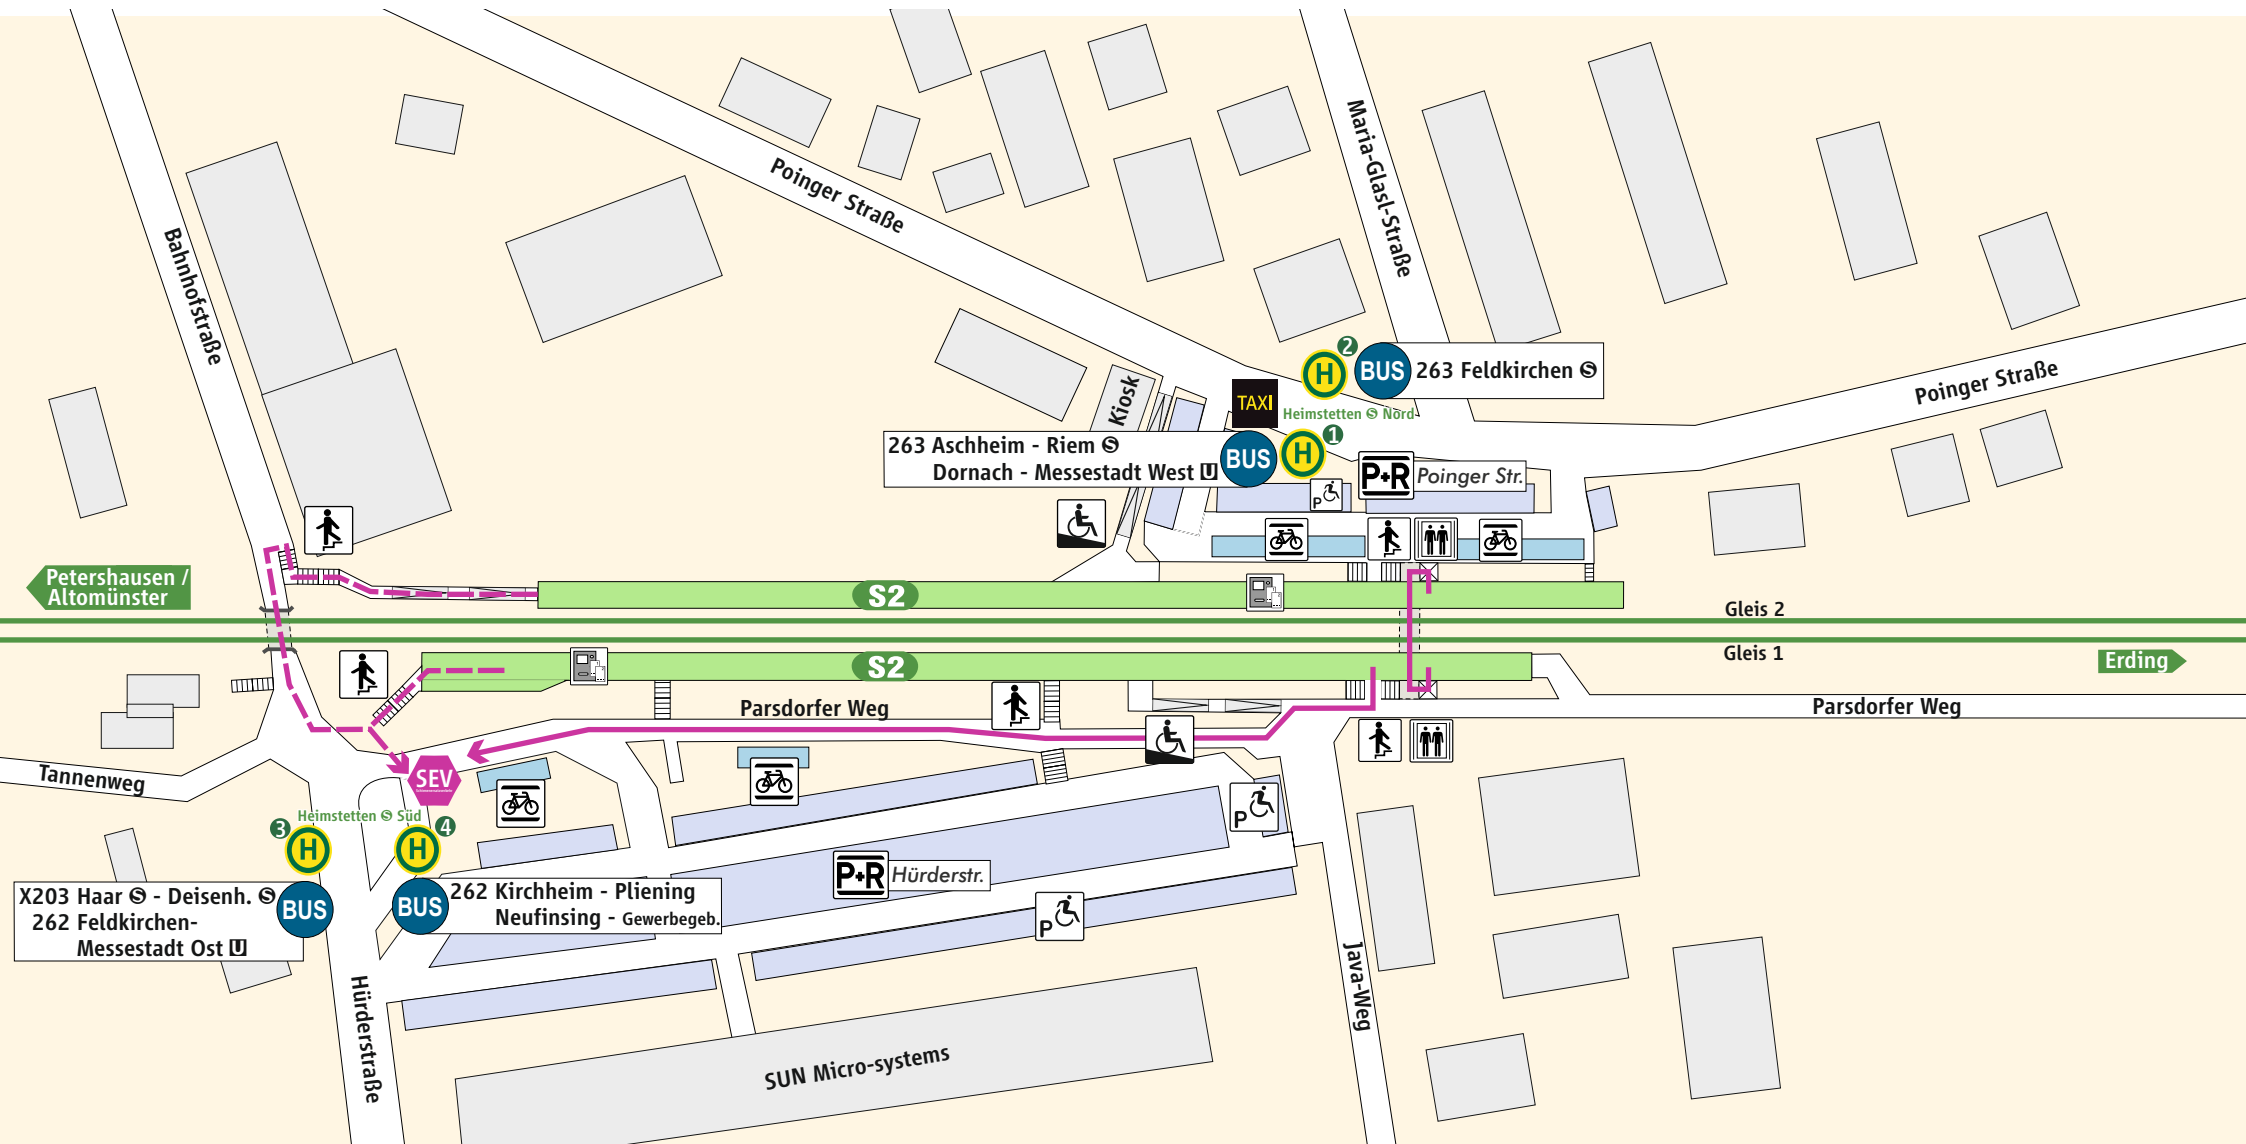 Poinger Straße
Maria-Glasl-Straße
Bahnhofstraße
2
H
BUS
263 Feldkirchen S
Poinger Straße
Kiosk
TAXI
Heimstetten S Nord
263 Aschheim - Riem S
Dornach - Messestadt West U
BUS
H
1
P+R
Poinger Str.
P
Petershausen /
Altomünster
S2
Gleis 2
Gleis 1
S2
Erding
Parsdorfer Weg
Parsdorfer Weg
Tannenweg
SEV
Heimstetten S Süd
3
H
H
4
P
X203 Haar S - Deisenh. S
262 Feldkirchen-
Messestadt Ost U
BUS
BUS
262 Kirchheim - Pliening
Neufinsing - Gewerbegeb.
P+R
Hürderstr.
P
Hürderstraße
Java-Weg
SUN Micro-systems